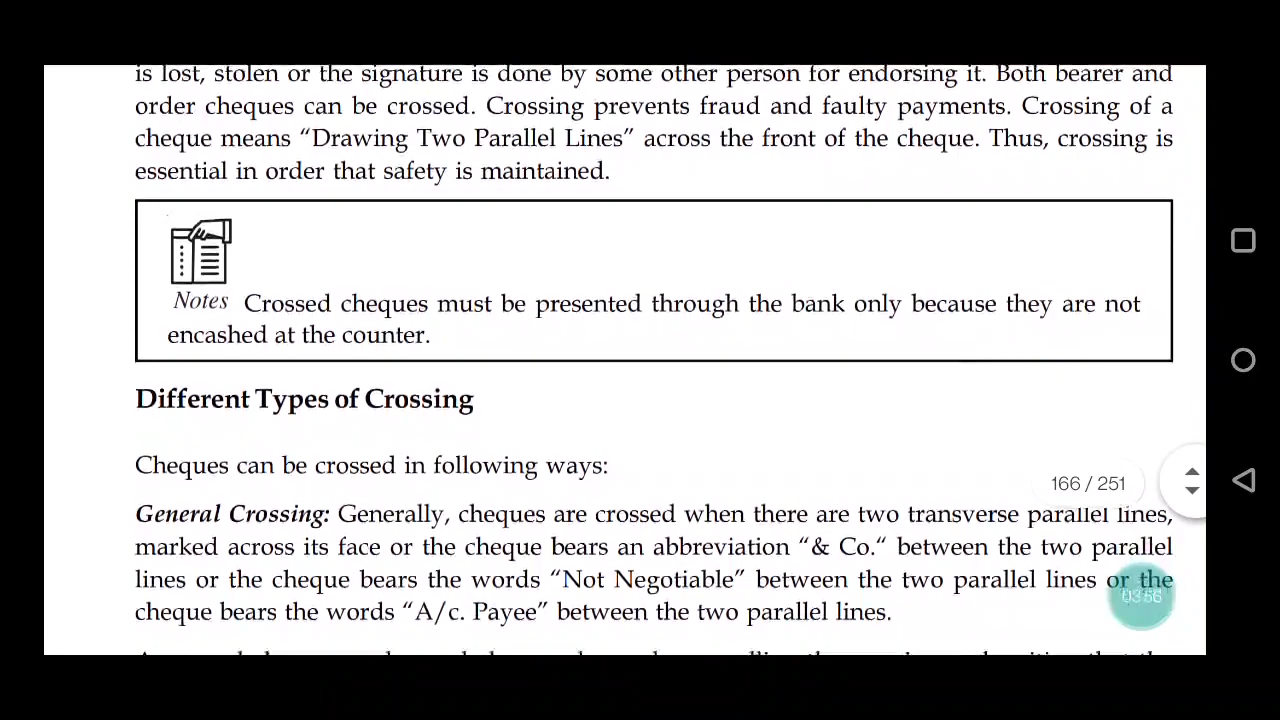 is lost, stolen or the signature is done by some other person for endorsing it. Both bearer and
order cheques can be crossed. Crossing prevents fraud and faulty payments. Crossing of a
cheque means “Drawing Two Parallel Lines” across the front of the cheque. Thus, crossing is
essential in order that safety is maintained.
Notes Crossed cheques must be presented through the bank only because they are not
encashed at the counter.
Different Types of Crossing
Cheques can be crossed in following ways:
166 / 251
General Crossing: Generally, cheques are crossed when there are two transverse parallel lines,
marked across its face or the cheque bears an abbreviation “& Co.“ between the two parallel
lines or the cheque bears the words “Not Negotiable” between the two parallel lines or the
03:56
cheque bears the words “A/c. Payee” between the two parallel lines.